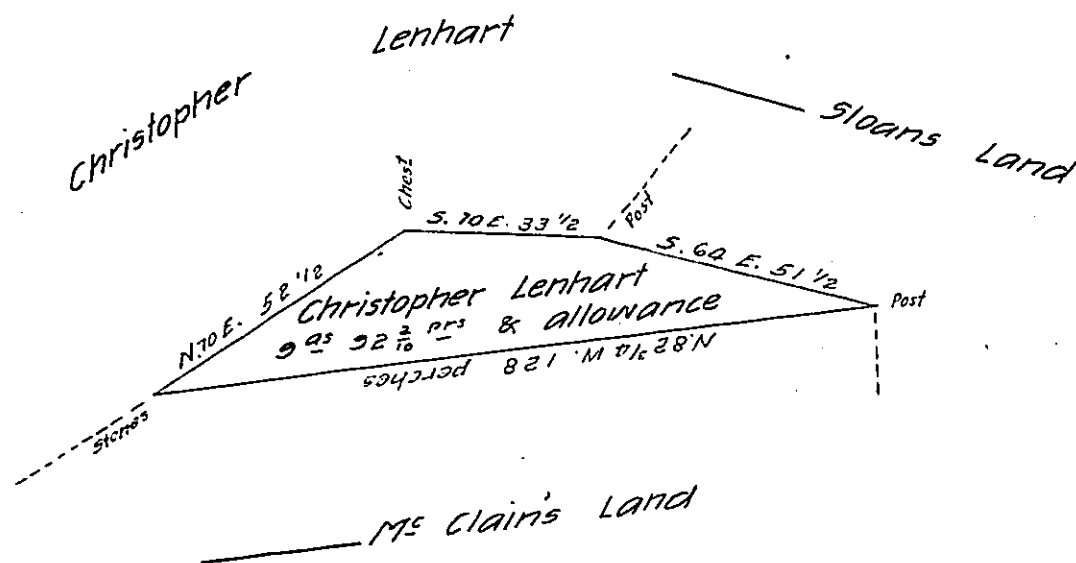 Christopher Lenhart
Sloans Land
Chest
S. 70 E. 33 1/2
Post
S. 64 E. 51 1/2
Post
N. 70 E. 52 1/2
Christopher Lenhart
9 as 92 2/10 prs & allowance
N. 82 3/4 W. 128 perches
Stones
Mc Clain's Land